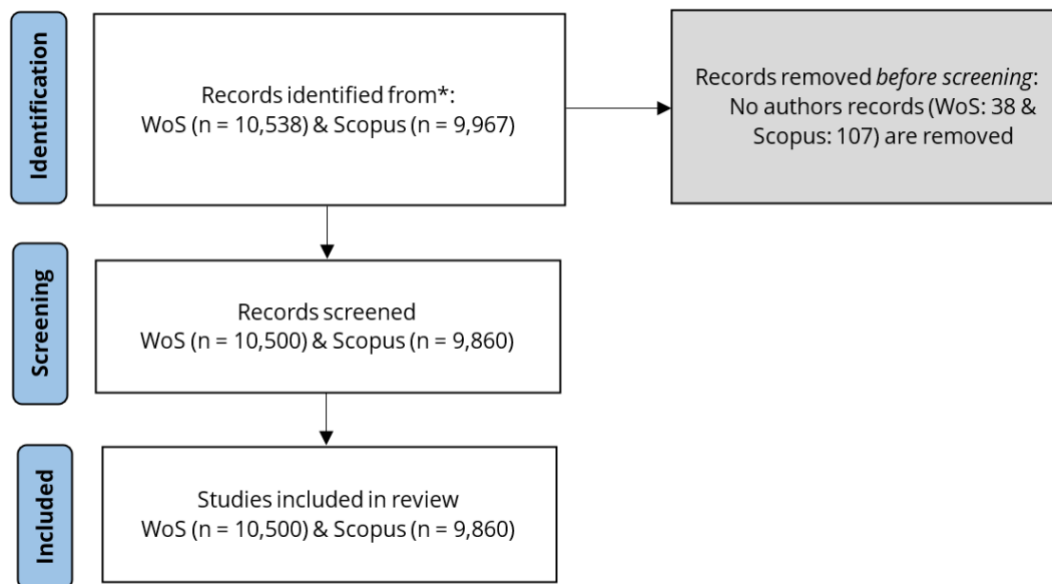 Identification
Records identified from*:
WoS (n = 10,538) & Scopus (n = 9,967)
Records removed before screening:
No authors records (WoS: 38 &
Scopus: 107) are removed
Screening
Records screened
WoS (n = 10,500) & Scopus (n = 9,860)
Included
Studies included in review
WoS (n = 10,500) & Scopus (n = 9,860)